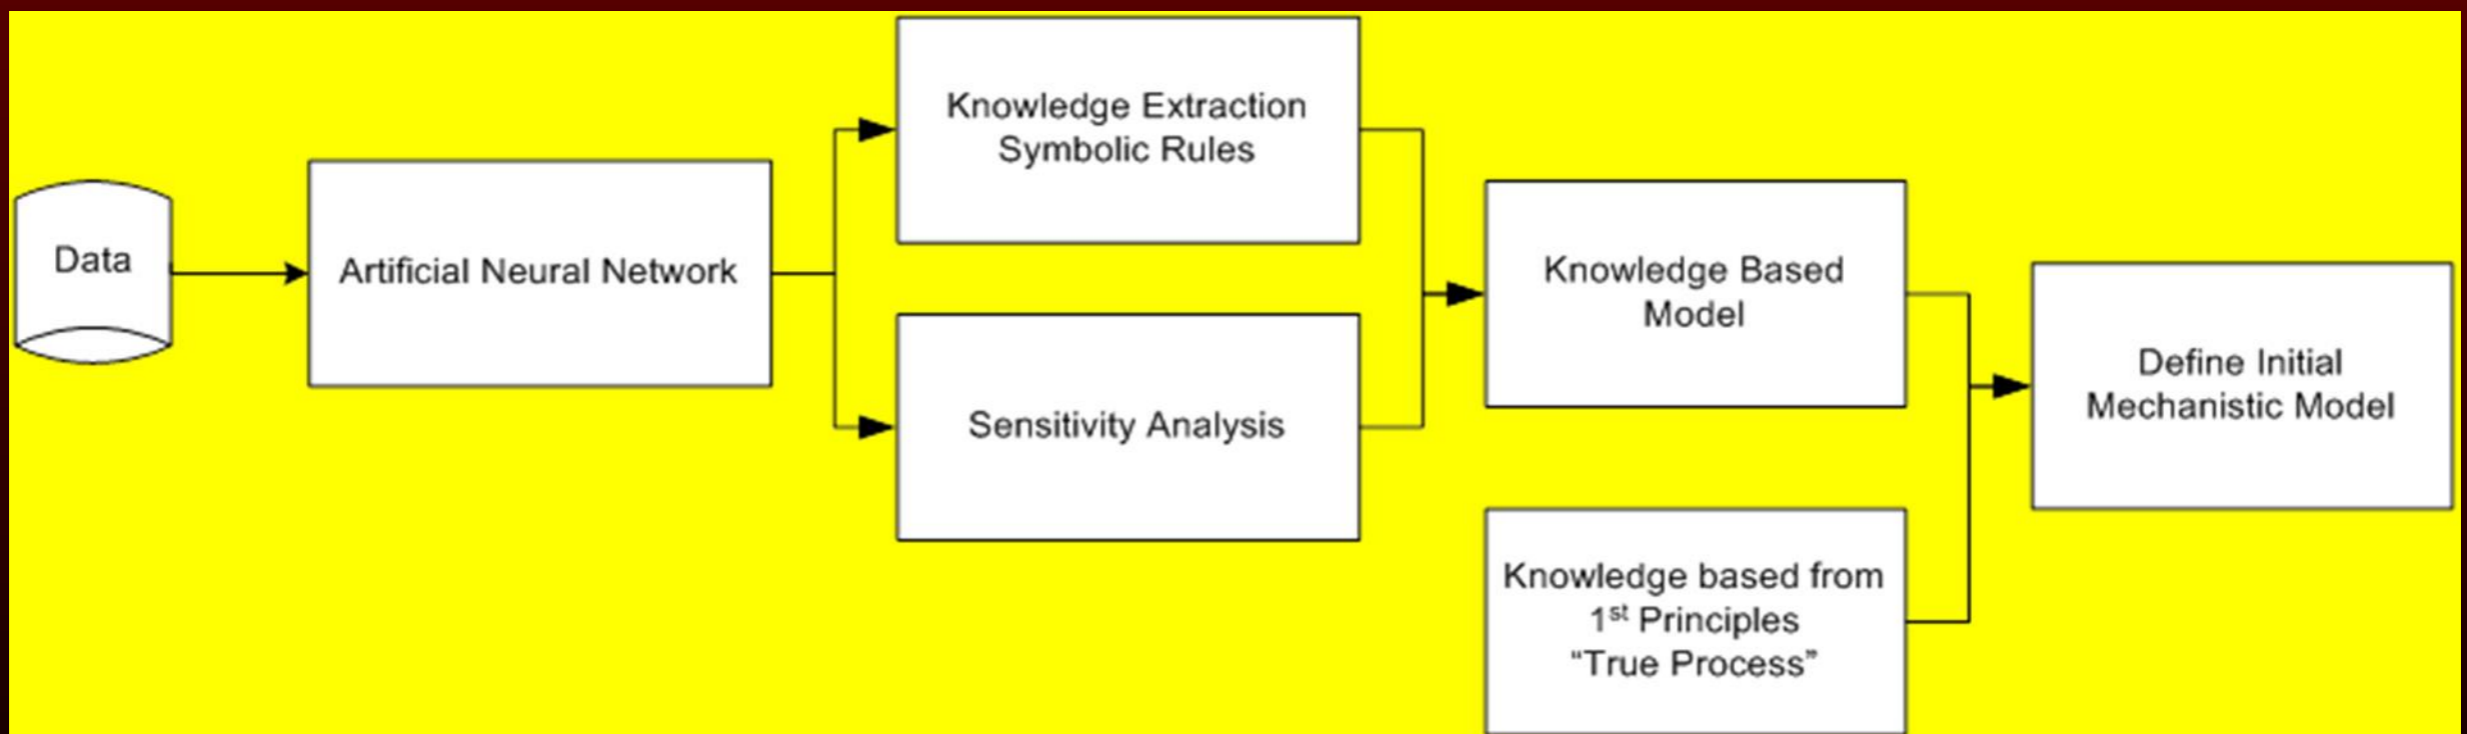 Data
Artificial Neural Network
Knowledge Extraction
Symbolic Rules
Sensitivity Analysis
Knowledge Based
Model
Knowledge based from
1st Principles
“True Process”
Define Initial
Mechanistic Model